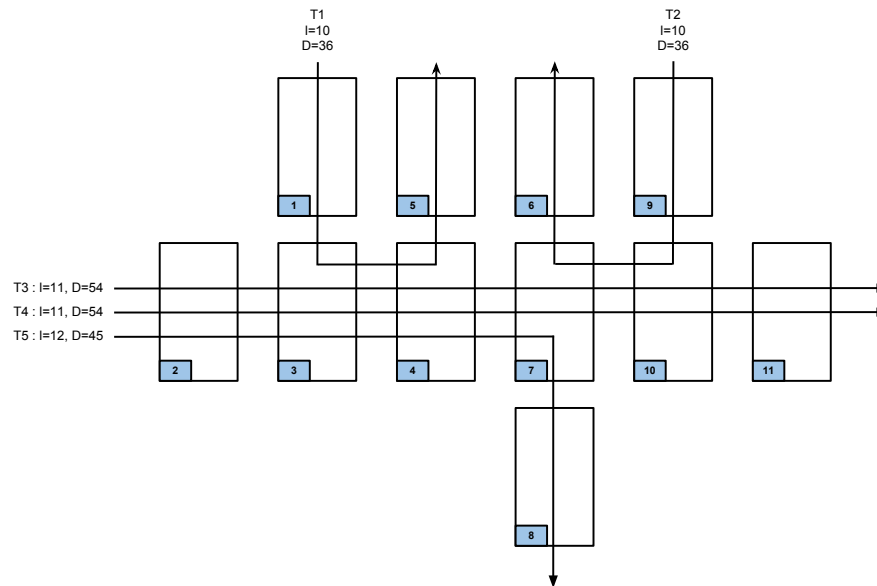 T1
I=10
D=36
T2
I=10
D=36
1
5
6
9
T3 : I=11, D=54
T4 : I=11, D=54
T5 : I=12, D=45
2
3
4
7
10
11
8